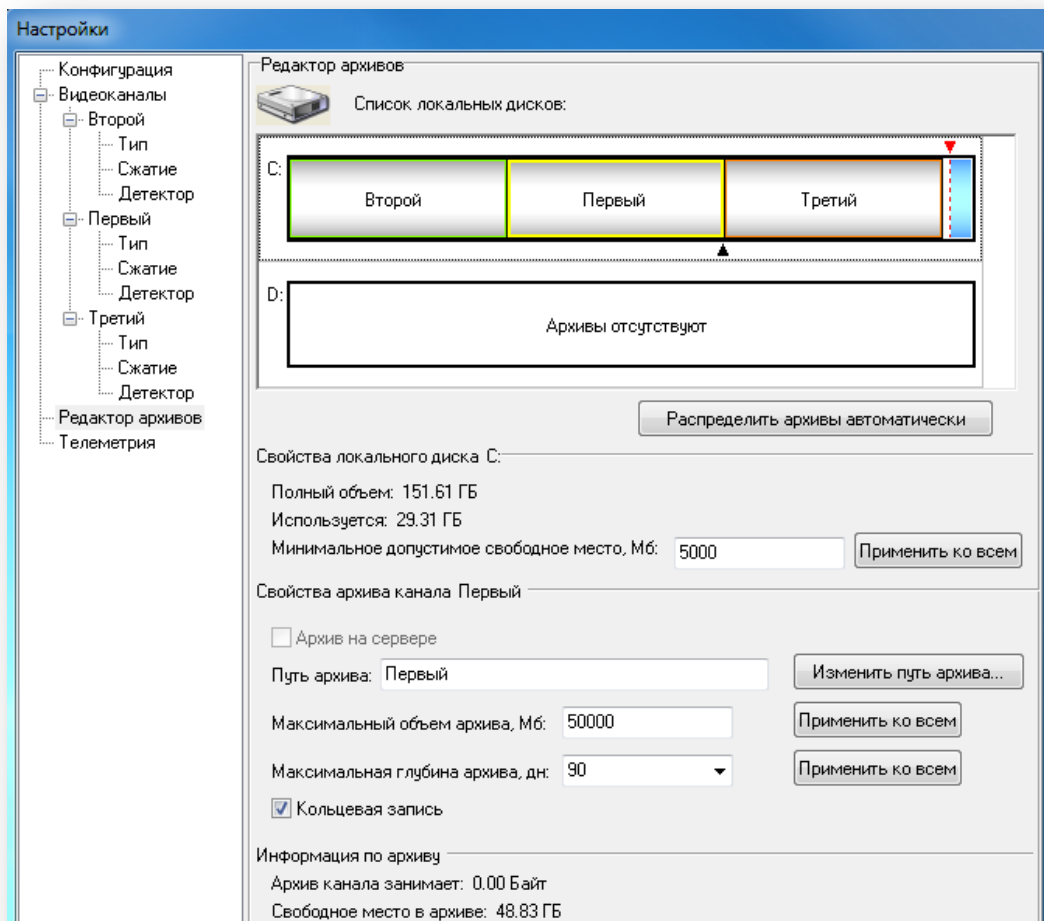 Настройки
Конфигурация
Видеоканалы
Второй
Тип
Сжатие
Детектор
Первый
Тип
Сжатие
Детектор
Третий
Тип
Сжатие
Детектор
Редактор архивов
Телеметрия
Редактор архивов
Список локальных дисков:
C:
Второй
Первый
Третий
D:
Архивы отсутствуют
Распределить архивы автоматически
Свойства локального диска C:
Полный объем: 151.61 ГБ
Используется: 29.31 ГБ
Минимальное допустимое свободное место, Мб: 5000 Применить ко всем
Свойства архива канала Первый
Архив на сервере
Путь архива: Первый Изменить путь архива...
Максимальный объем архива, Мб: 50000 Применить ко всем
Максимальная глубина архива, дн: 90 Применить ко всем
Кольцевая запись
Информация по архиву
Архив канала занимает: 0.00 Байт
Свободное место в архиве: 48.83 ГБ